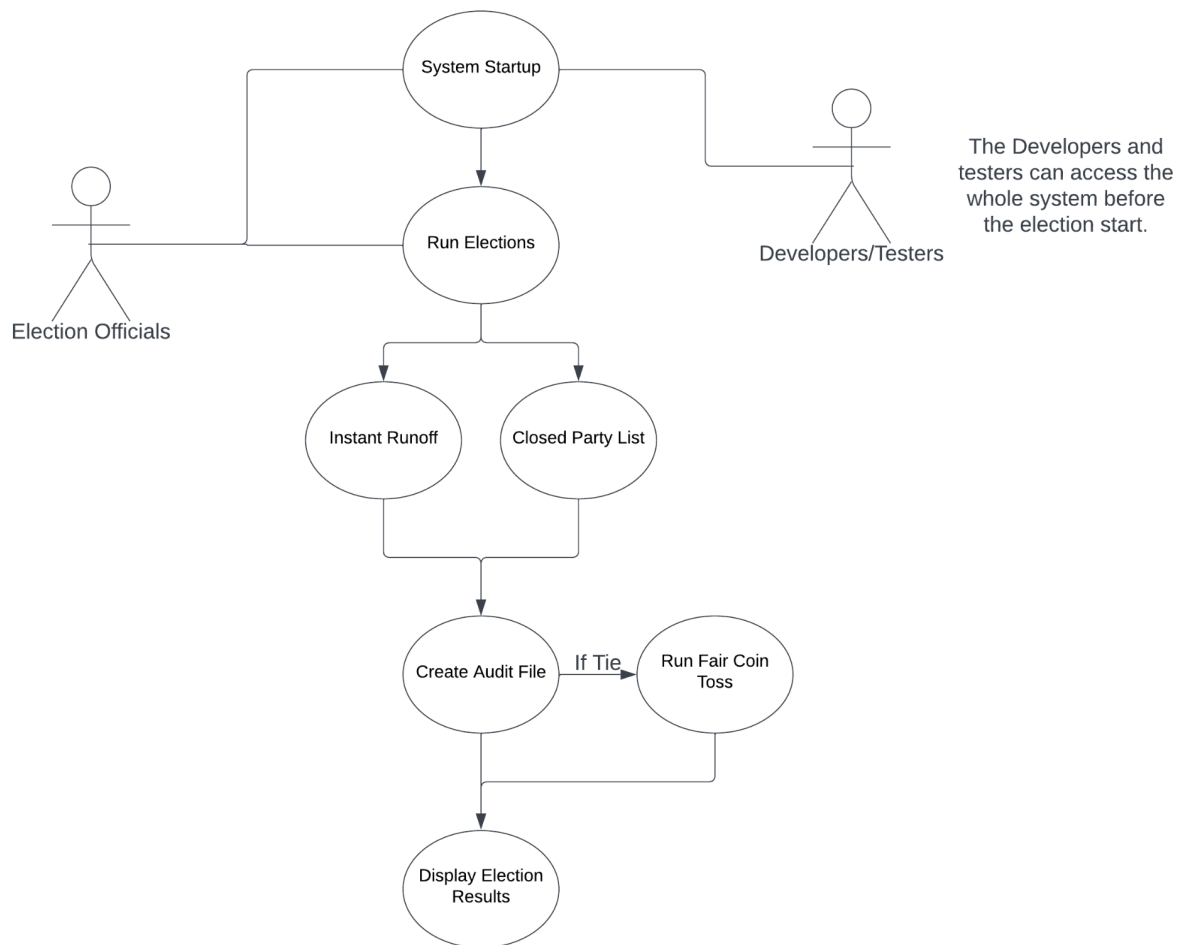 System Startup
The Developers and
testers can access the
whole system before
the election start.
Run Elections
Developers/Testers
Election Officials
Instant Runoff
Closed Party List
Create Audit File
If Tie
Run Fair Coin
Toss
Display Election
Results